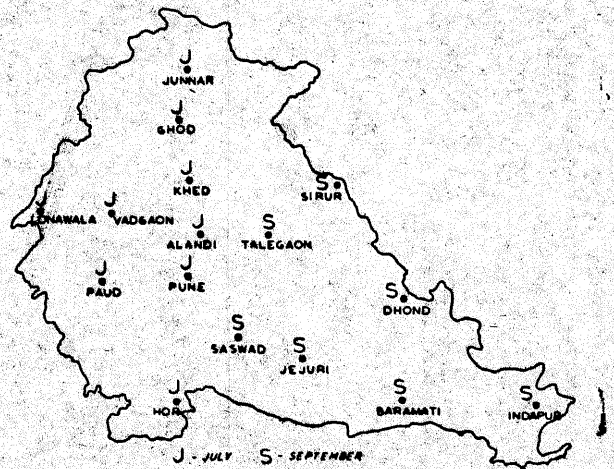 J
JUNNAR
J
GHOD
J
KHED
S
SIRUR
J
LONAWALA
J
VADGAON
J
ALANDI
S
TALEGAON
J
PAUD
J
PUNE
S
DHOND
S
SASWAD
S
JEJURI
J
HOR
S
BARAMATI
S
INDAPUR
J - JULY S - SEPTEMBER